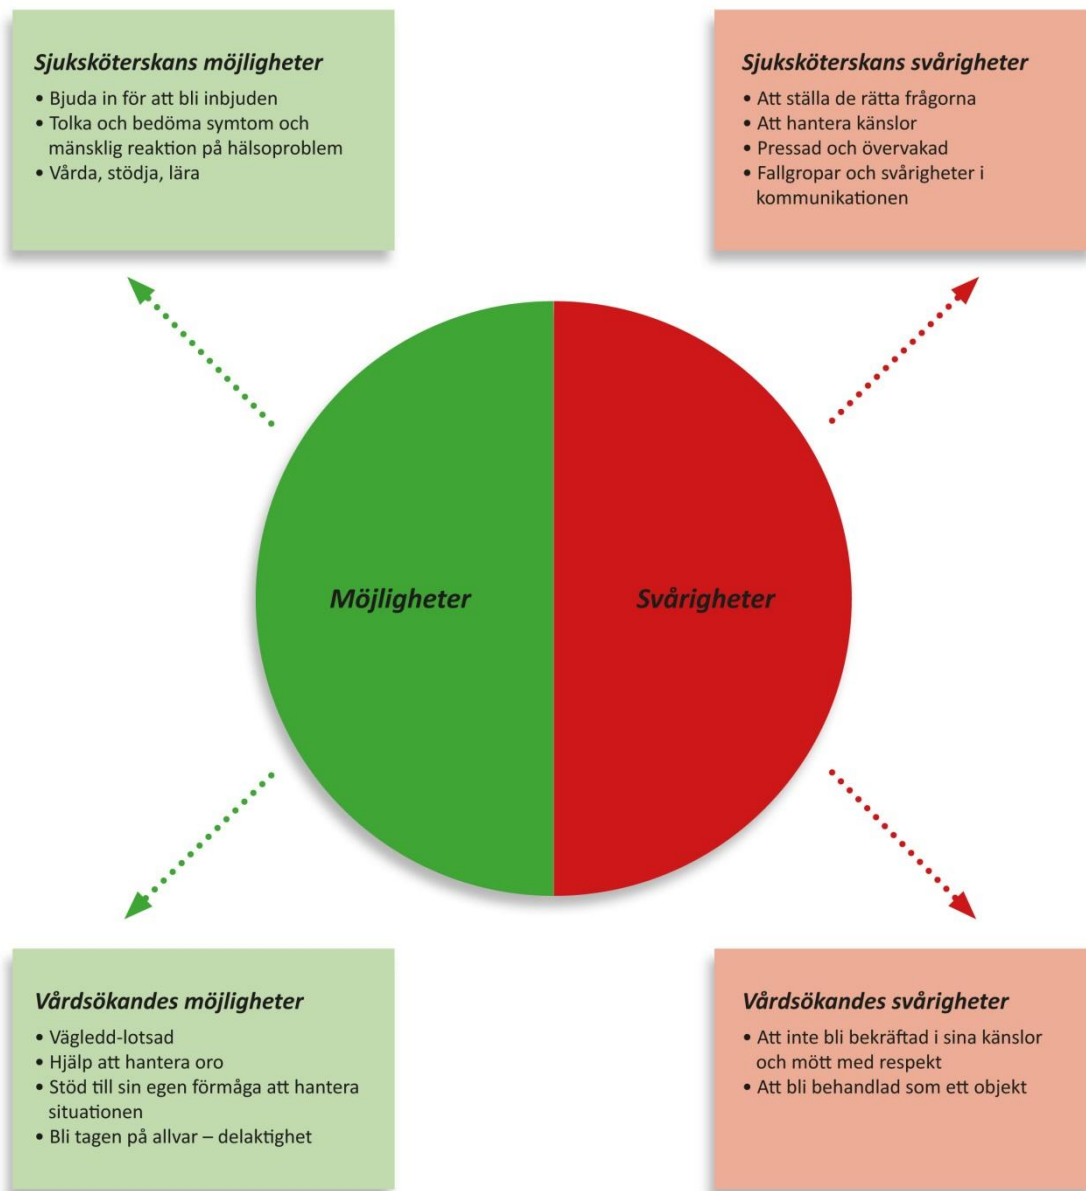 Sjuksköterskans möjligheter
• Bjuda in för att bli inbjuden
• Tolka och bedöma symtom och
mänsklig reaktion på hälsoproblem
• Vårda, stödja, lära
Sjuksköterskans svårigheter
• Att ställa de rätta frågorna
• Att hantera känslor
• Pressad och övervakad
• Fallgropar och svårigheter i
kommunikationen
Möjligheter
Svårigheter
Vårdsökandes möjligheter
• Vägledd-lotsad
• Hjälp att hantera oro
• Stöd till sin egen förmåga att hantera
situationen
• Bli tagen på allvar – delaktighet
Vårdsökandes svårigheter
• Att inte bli bekräftad i sina känslor
och mött med respekt
• Att bli behandlad som ett objekt